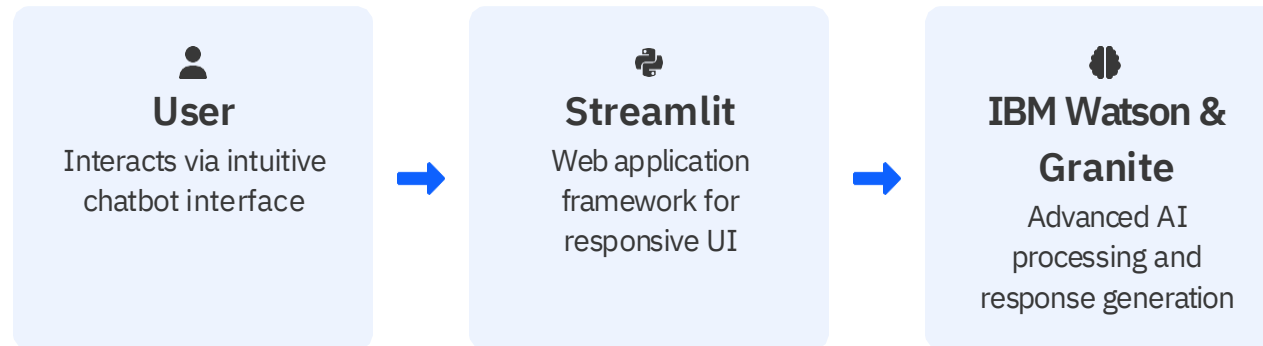 User
Interacts via intuitive
chatbot interface
Streamlit
Web application
framework for
responsive UI
IBM Watson &
Granite
Advanced AI
processing and
response generation